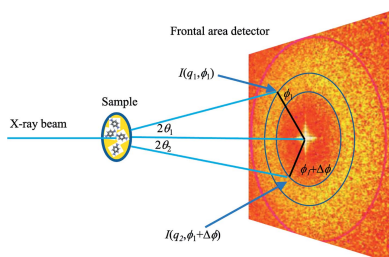 Frontal area detector
I(q₁,ϕ₁)
Sample
ϕ₁
X-ray beam
2θ₁
2θ₂
ϕ₁+Δϕ
I(q₂,ϕ₁+Δϕ)